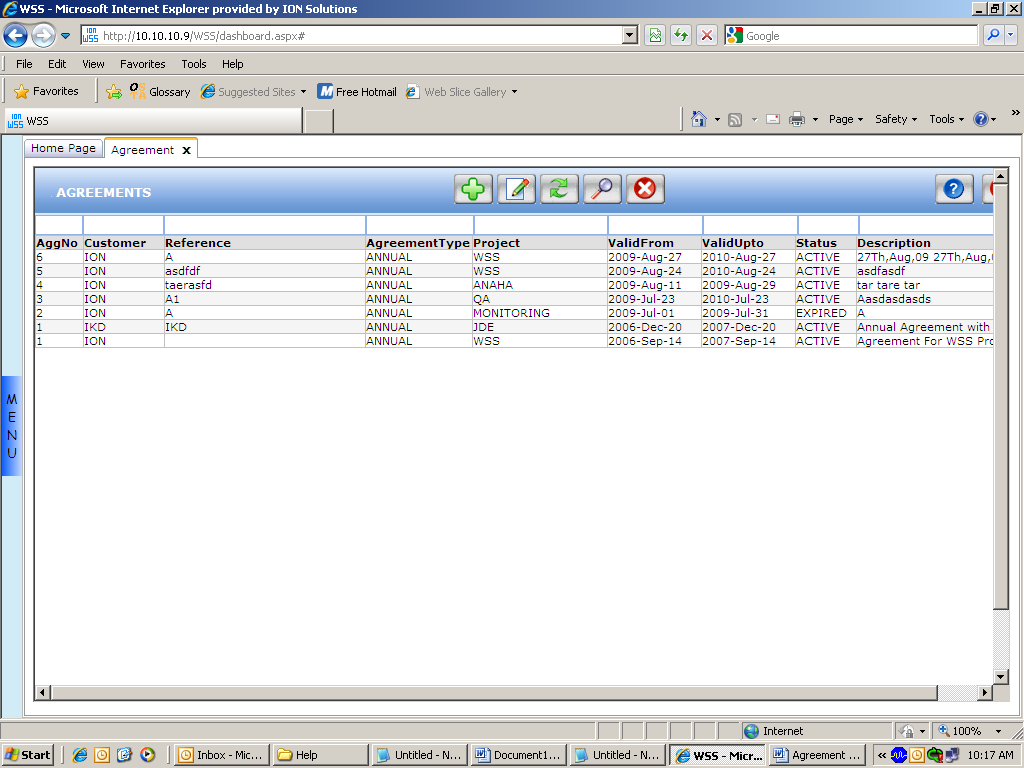 WSS - Microsoft Internet Explorer provided by ION Solutions
ION WSS http://10.10.10.9/WSS/dashboard.aspx# Google
File Edit View Favorites Tools Help
Favorites Glossary Suggested Sites Free Hotmail Web Slice Gallery
ION WSS WSS Page Safety Tools »
Home Page Agreement x
AGREEMENTS
AggNo Customer Reference AgreementType Project ValidFrom ValidUpto Status Description
6 ION A ANNUAL WSS 2009-Aug-27 2010-Aug-27 ACTIVE 27Th,Aug,09 27Th,Aug,
5 ION asdfdf ANNUAL WSS 2009-Aug-24 2010-Aug-24 ACTIVE asdfasdf
4 ION taerasfd ANNUAL ANAHA 2009-Aug-11 2009-Aug-29 ACTIVE tar tare tar
3 ION A1 ANNUAL QA 2009-Jul-23 2010-Jul-23 ACTIVE Aasdasdasds
2 ION A ANNUAL MONITORING 2009-Jul-01 2009-Jul-31 EXPIRED A
1 IKD IKD ANNUAL JDE 2006-Dec-20 2007-Dec-20 ACTIVE Annual Agreement with
1 ION ANNUAL WSS 2006-Sep-14 2007-Sep-14 ACTIVE Agreement For WSS Pro
M
E
N
U
Internet 100%
Start Inbox - Mic... Help Untitled - N... Document1... Untitled - N... WSS - Micr... Agreement ... « 10:17 AM